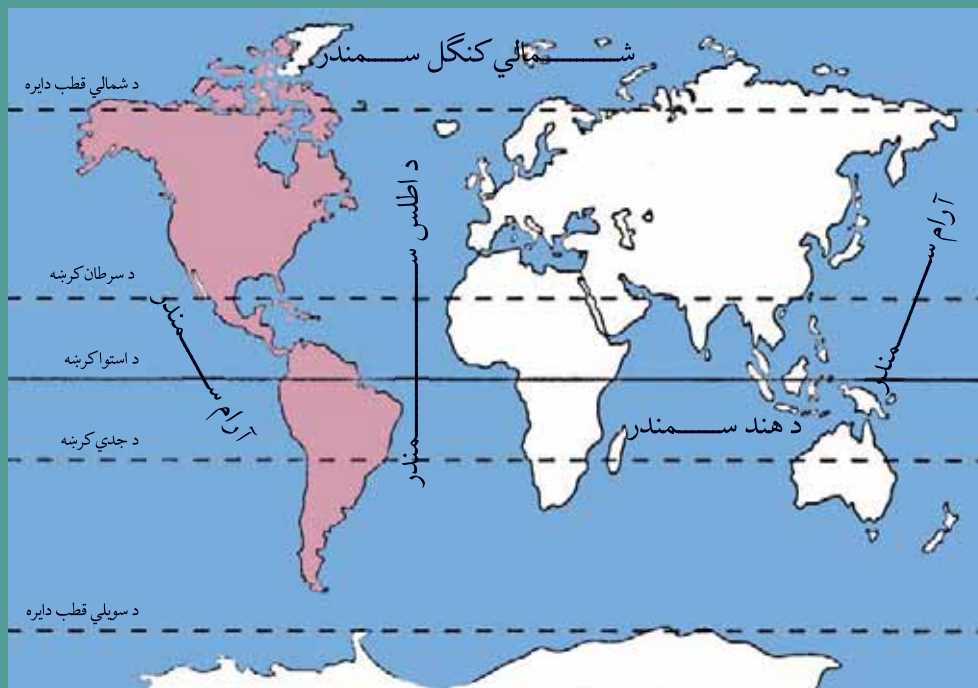 شمالي کنگل سمندر
د شمالي قطب دایره
د اطلس سمندر
آرام سمندر
د سرطان کرښه
آرام سمندر
د استوا کرښه
د هند سمندر
د جدي کرښه
د سویلي قطب دایره